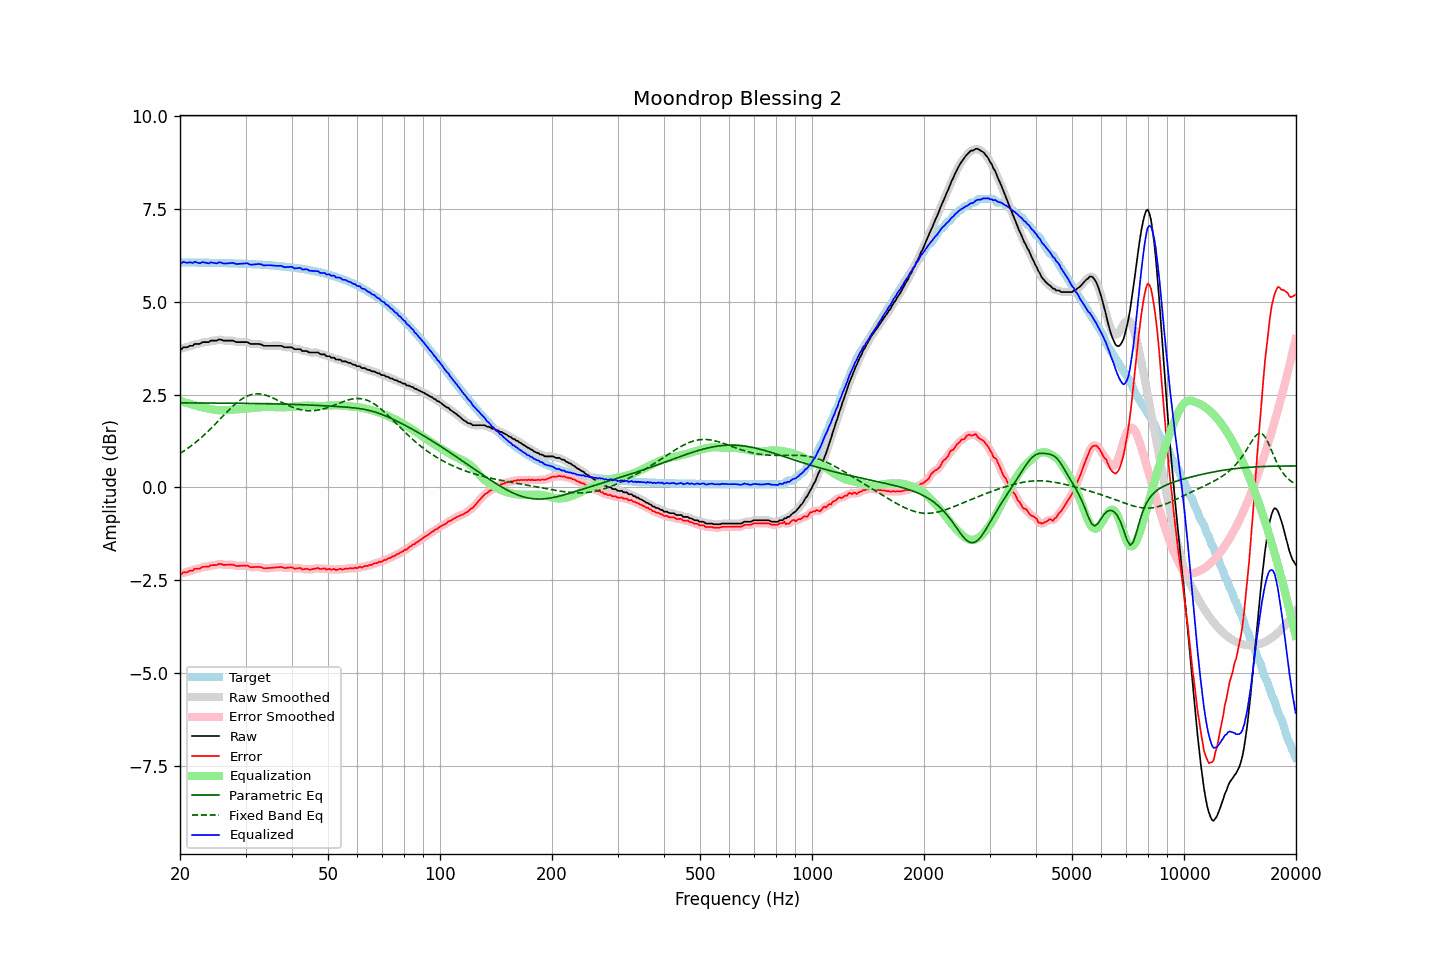 Moondrop Blessing 2
Amplitude (dBr)
10.0
7.5
5.0
2.5
0.0
−2.5
−5.0
−7.5
Target
Raw Smoothed
Error Smoothed
Raw
Error
Equalization
Parametric Eq
Fixed Band Eq
Equalized
20 50 100 200 500 1000 2000 5000 10000 20000
Frequency (Hz)